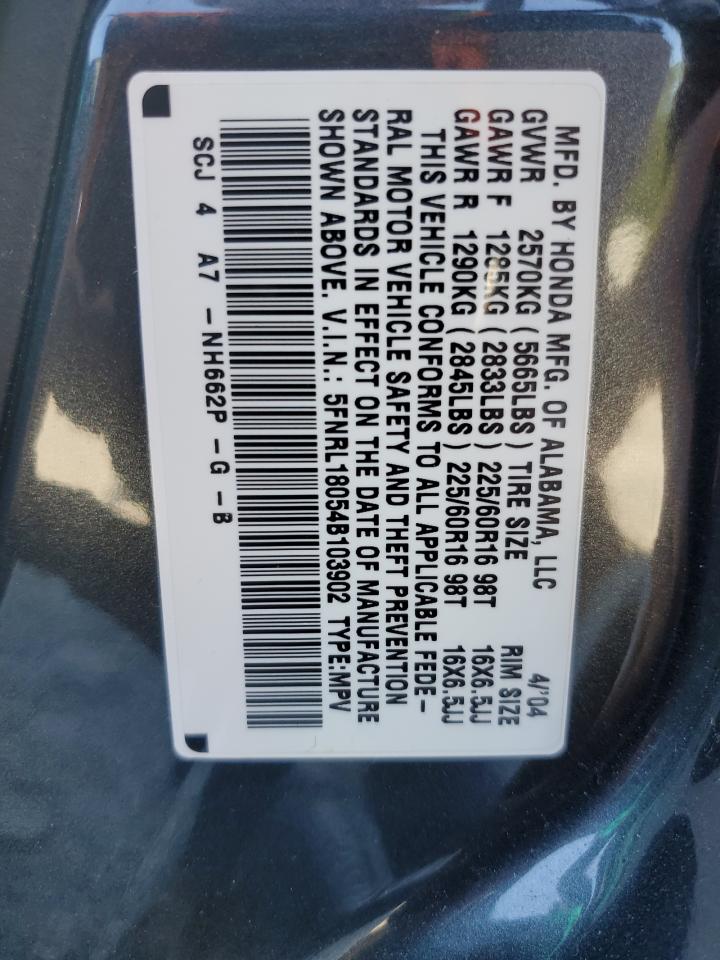 MFD. BY HONDA MFG. OF ALABAMA, LLC 4/'04
GVWR 2570KG ( 5665LBS ) TIRE SIZE RIM SIZE
GAWR F 1285KG ( 2833LBS ) 225/60R16 98T 16X6.5JJ
GAWR R 1290KG ( 2845LBS ) 225/60R16 98T 16X6.5JJ
THIS VEHICLE CONFORMS TO ALL APPLICABLE FEDE-
RAL MOTOR VEHICLE SAFETY AND THEFT PREVENTION
STANDARDS IN EFFECT ON THE DATE OF MANUFACTURE
SHOWN ABOVE. V.I.N.: 5FNRL18054B103902 TYPE:MPV
SCJ 4 A7 -NH662P -G -B